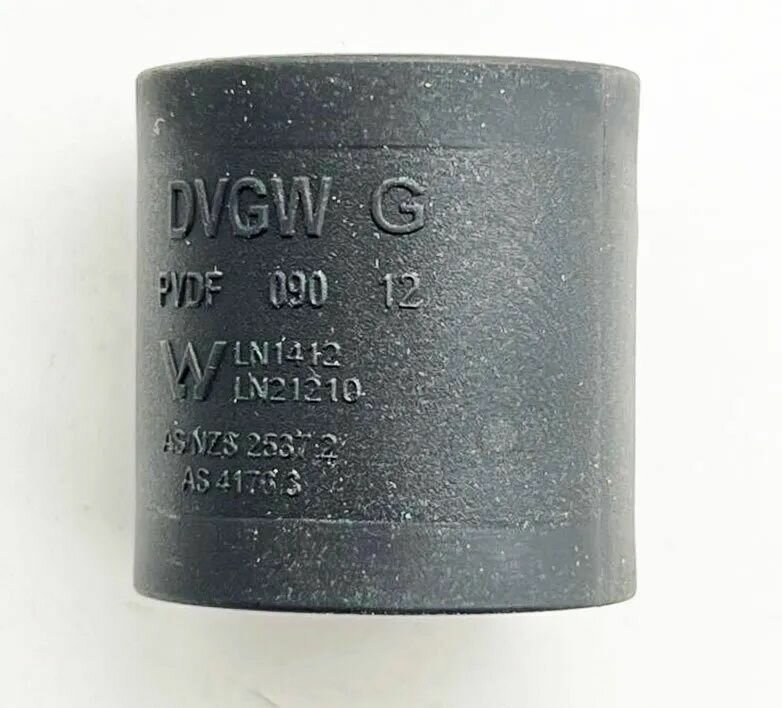 DVGW G
PVDF 090 12
W LN1412
LN21210
AS/NZS 2537.2
AS 4176.3